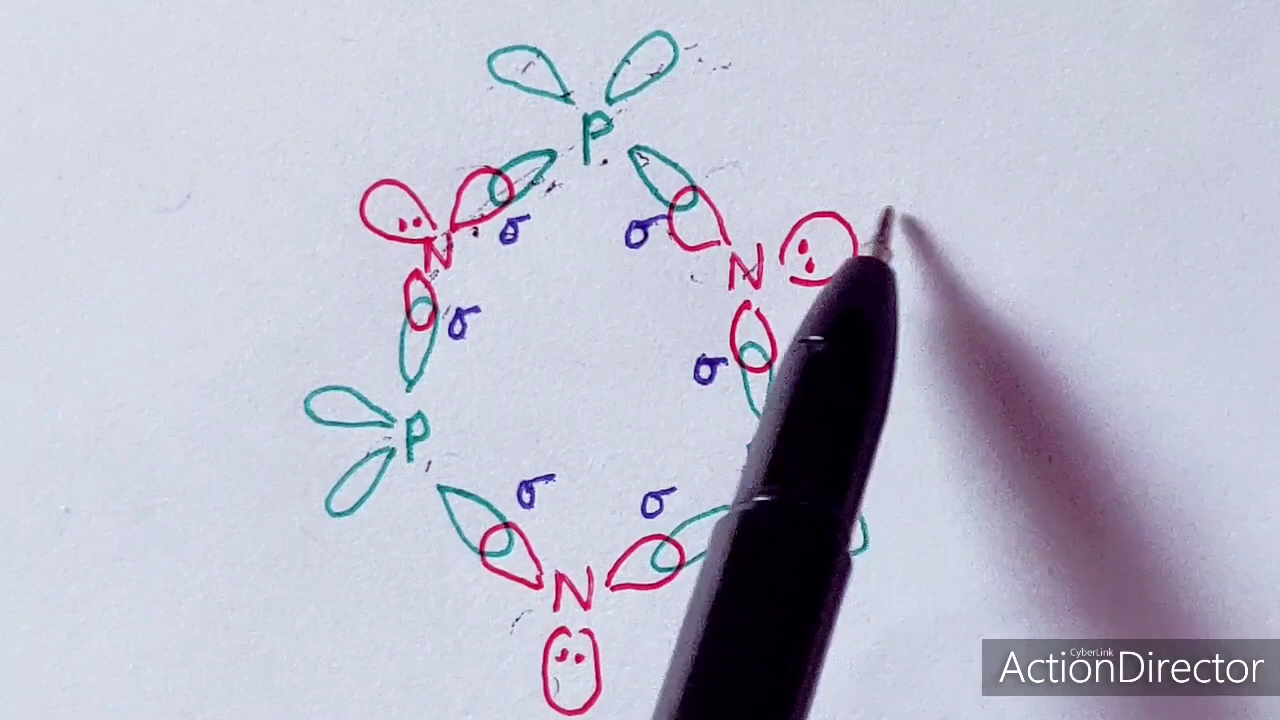 P
σ σ
N N
σ
σ
P
σ σ
N
CyberLink
ActionDirector